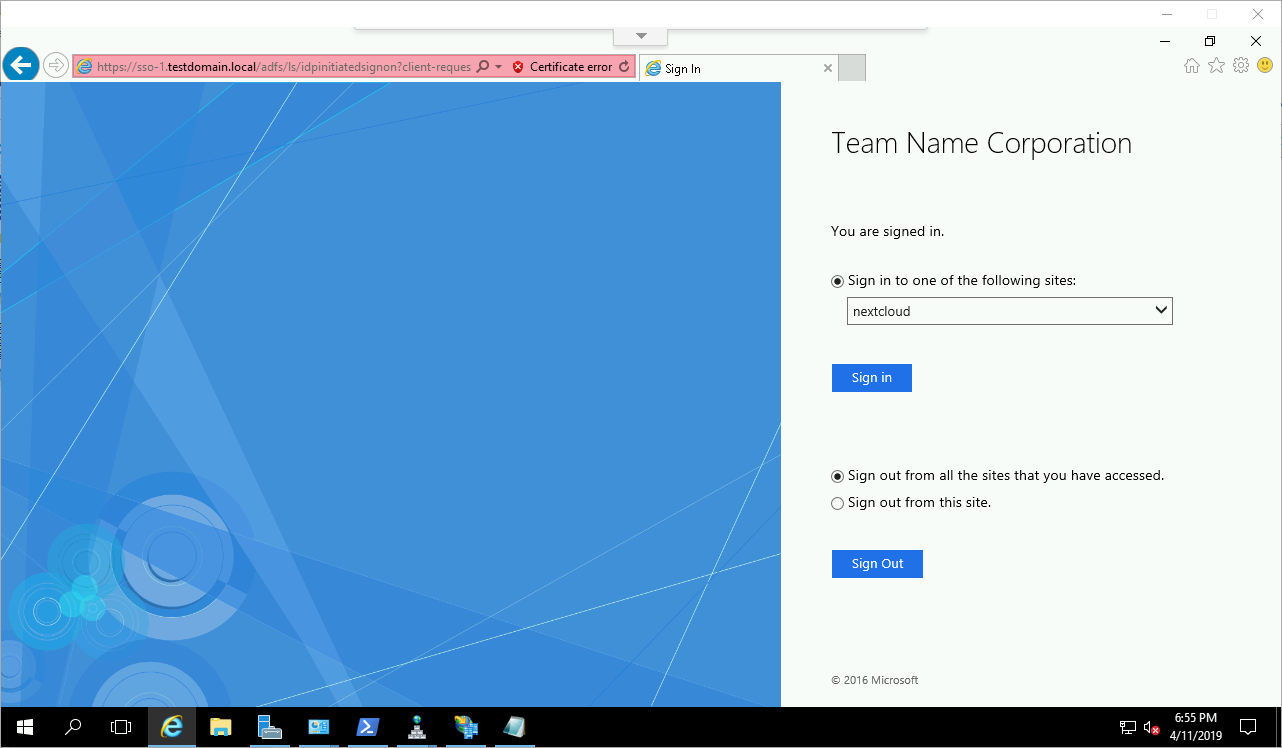 https://sso-1.testdomain.local/adfs/ls/idpinitiatedsignon?client-reques
Certificate error
Sign In
Team Name Corporation
You are signed in.
Sign in to one of the following sites:
nextcloud
Sign in
Sign out from all the sites that you have accessed.
Sign out from this site.
Sign Out
© 2016 Microsoft
6:55 PM
4/11/2019